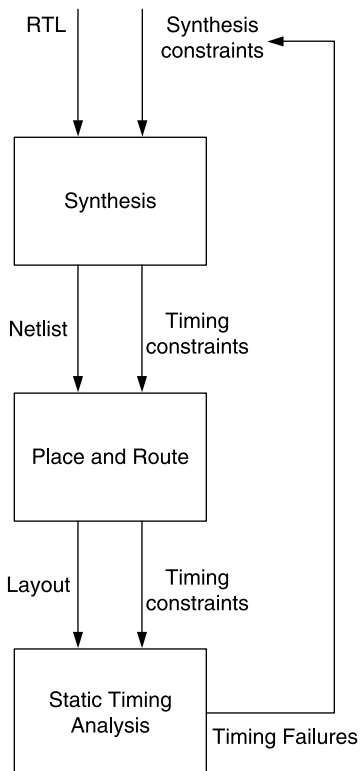 RTL
Synthesis
constraints
Synthesis
Netlist
Timing
constraints
Place and Route
Layout
Timing
constraints
Static Timing
Analysis
Timing Failures